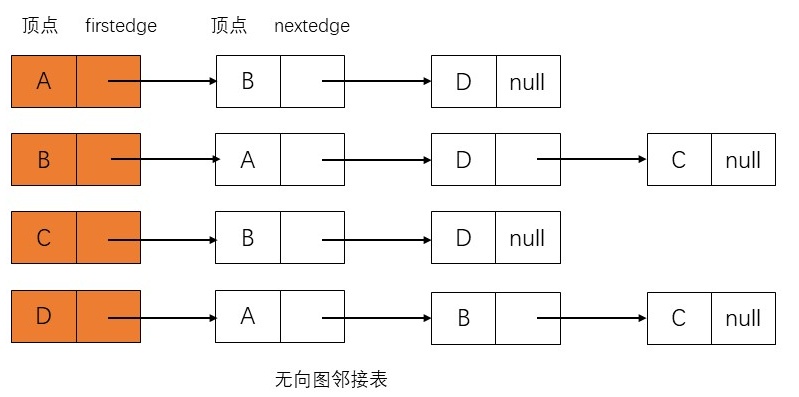 顶点 firstedge 顶点 nextedge
A B D null
B A D C null
C B D null
D A B C null
无向图邻接表